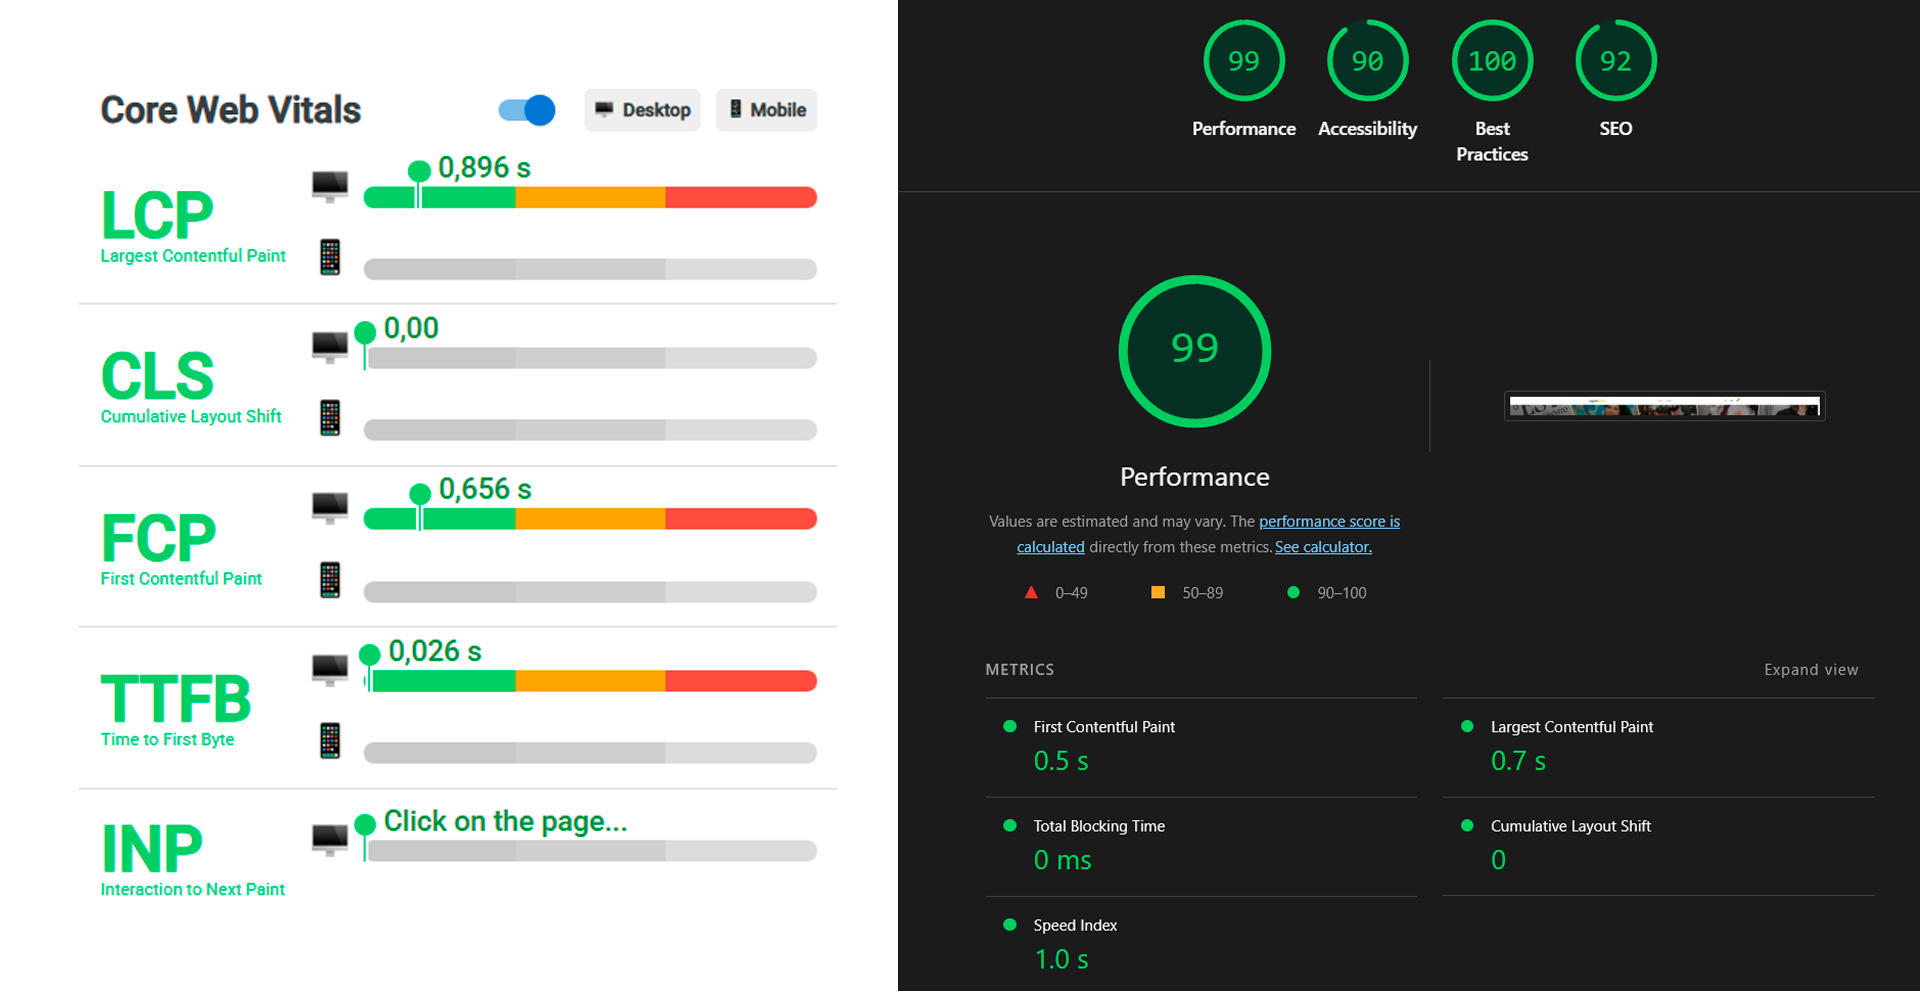 Core Web Vitals
Desktop
Mobile
LCP
Largest Contentful Paint
0,896 s
CLS
Cumulative Layout Shift
0,00
FCP
First Contentful Paint
0,656 s
TTFB
Time to First Byte
0,026 s
INP
Interaction to Next Paint
Click on the page...
99
Performance
90
Accessibility
100
Best
Practices
92
SEO
99
Performance
Values are estimated and may vary. The performance score is
calculated directly from these metrics. See calculator.
0–49
50–89
90–100
METRICS
Expand view
First Contentful Paint
0.5 s
Largest Contentful Paint
0.7 s
Total Blocking Time
0 ms
Cumulative Layout Shift
0
Speed Index
1.0 s